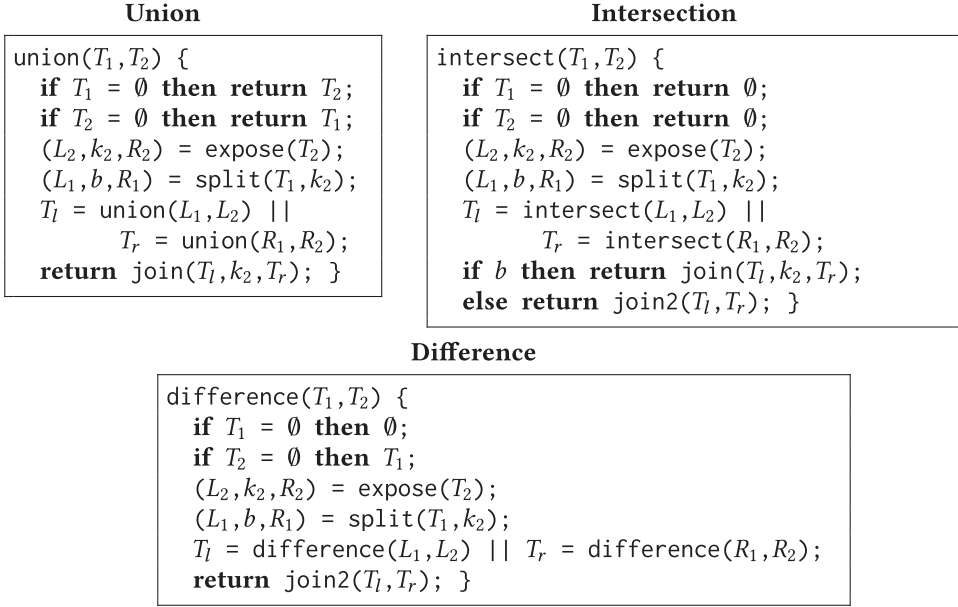 Union
union(T₁,T₂) {
if T₁ = ∅ then return T₂;
if T₂ = ∅ then return T₁;
(L₂,k₂,R₂) = expose(T₂);
(L₁,b,R₁) = split(T₁,k₂);
Tₗ = union(L₁,L₂) ||
Tᵣ = union(R₁,R₂);
return join(Tₗ,k₂,Tᵣ); }
Intersection
intersect(T₁,T₂) {
if T₁ = ∅ then return ∅;
if T₂ = ∅ then return ∅;
(L₂,k₂,R₂) = expose(T₂);
(L₁,b,R₁) = split(T₁,k₂);
Tₗ = intersect(L₁,L₂) ||
Tᵣ = intersect(R₁,R₂);
if b then return join(Tₗ,k₂,Tᵣ);
else return join2(Tₗ,Tᵣ); }
Difference
difference(T₁,T₂) {
if T₁ = ∅ then ∅;
if T₂ = ∅ then T₁;
(L₂,k₂,R₂) = expose(T₂);
(L₁,b,R₁) = split(T₁,k₂);
Tₗ = difference(L₁,L₂) || Tᵣ = difference(R₁,R₂);
return join2(Tₗ,Tᵣ); }